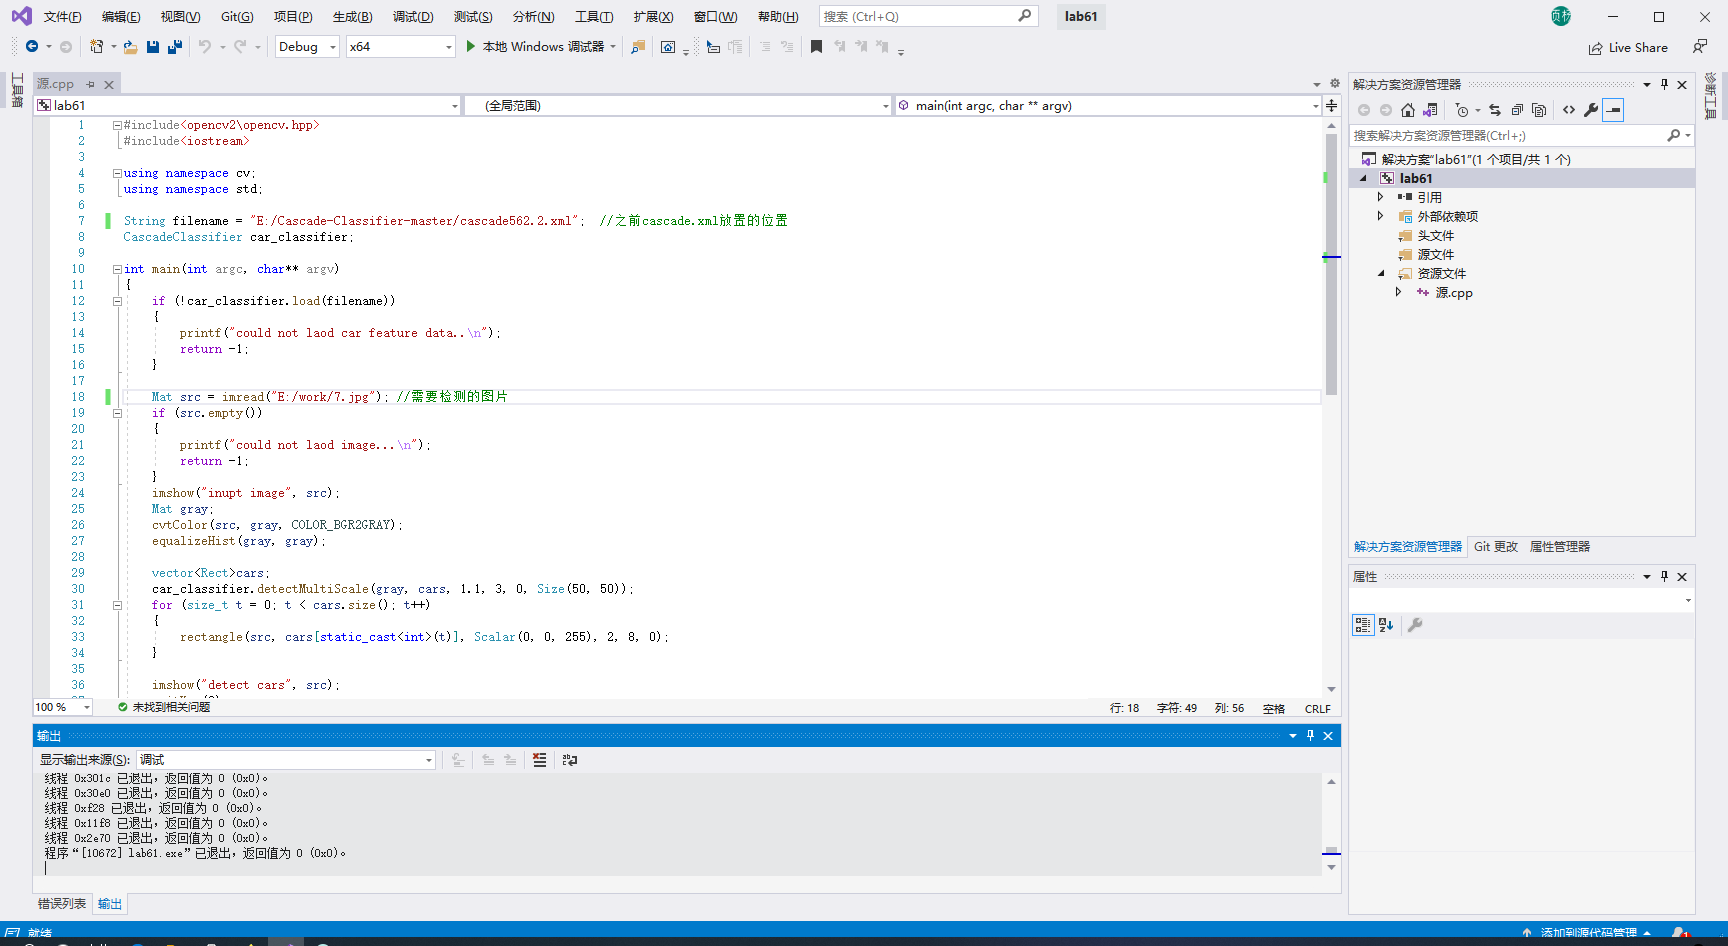 文件(F) 编辑(E) 视图(V) Git(G) 项目(P) 生成(B) 调试(D) 测试(S) 分析(N) 工具(T) 扩展(X) 窗口(W) 帮助(H) 搜索 (Ctrl+Q) lab61
Debug x64 本地 Windows 调试器 Live Share
工具箱
源.cpp
lab61 (全局范围) main(int argc, char ** argv)
1 #include<opencv2\opencv.hpp>
2 #include<iostream>
3
4 using namespace cv;
5 using namespace std;
6
7 String filename = "E:/Cascade-Classifier-master/cascade562.2.xml"; //之前cascade.xml放置的位置
8 CascadeClassifier car_classifier;
9
10 int main(int argc, char** argv)
11 {
12 if (!car_classifier.load(filename))
13 {
14 printf("could not laod car feature data..\n");
15 return -1;
16 }
17
18 Mat src = imread("E:/work/7.jpg"); //需要检测的图片
19 if (src.empty())
20 {
21 printf("could not laod image...\n");
22 return -1;
23 }
24 imshow("inupt image", src);
25 Mat gray;
26 cvtColor(src, gray, COLOR_BGR2GRAY);
27 equalizeHist(gray, gray);
28
29 vector<Rect>cars;
30 car_classifier.detectMultiScale(gray, cars, 1.1, 3, 0, Size(50, 50));
31 for (size_t t = 0; t < cars.size(); t++)
32 {
33 rectangle(src, cars[static_cast<int>(t)], Scalar(0, 0, 255), 2, 8, 0);
34 }
35
36 imshow("detect cars", src);
100 % 未找到相关问题 行: 18 字符: 49 列: 56 空格 CRLF
输出
显示输出来源(S): 调试
线程 0x301c 已退出，返回值为 0 (0x0)。
线程 0x30e0 已退出，返回值为 0 (0x0)。
线程 0xf28 已退出，返回值为 0 (0x0)。
线程 0x11f8 已退出，返回值为 0 (0x0)。
线程 0x2e70 已退出，返回值为 0 (0x0)。
程序“[10672] lab61.exe”已退出，返回值为 0 (0x0)。
错误列表 输出
解决方案资源管理器
搜索解决方案资源管理器(Ctrl+;)
解决方案"lab61"(1 个项目/共 1 个)
lab61
引用
外部依赖项
头文件
源文件
资源文件
源.cpp
解决方案资源管理器 Git 更改 属性管理器
属性
诊断工具
就绪 添加到源代码管理 1